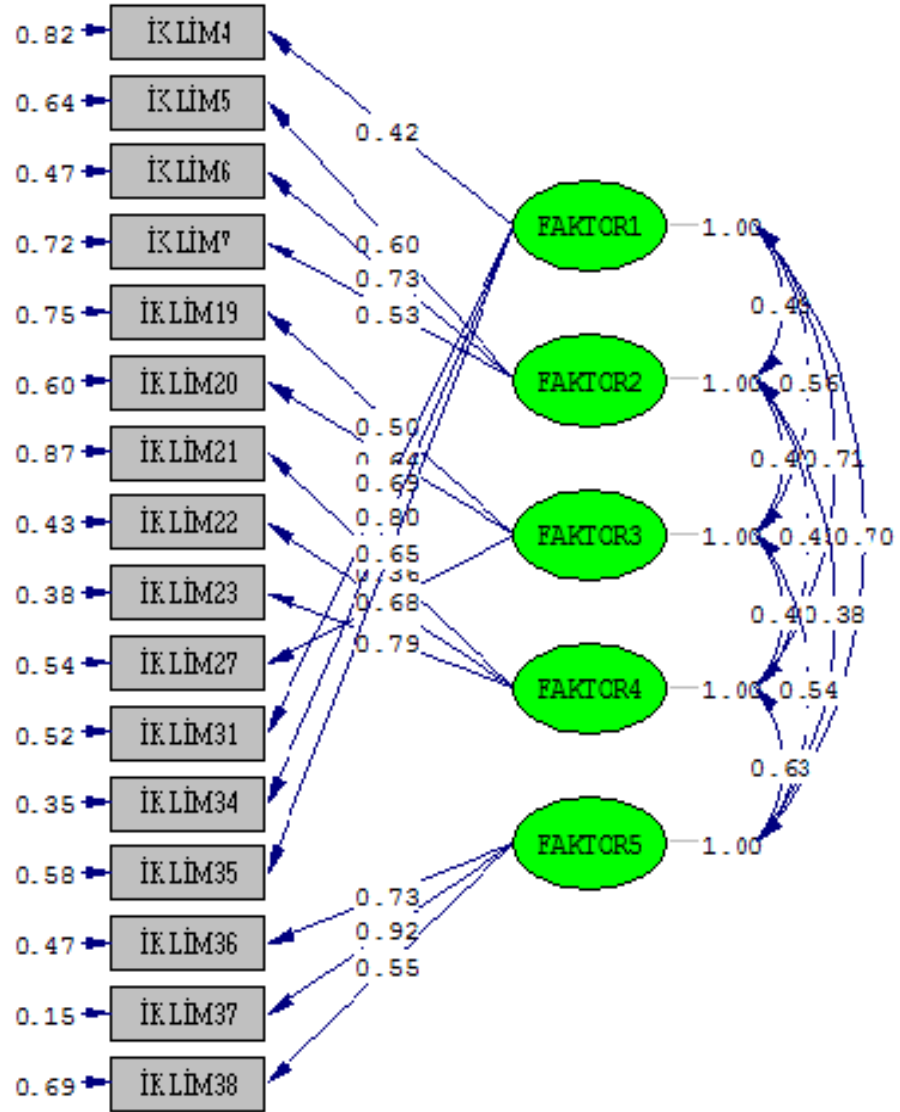 0.82 İKLİM4
0.64 İKLİM5
0.47 İKLİM6
0.72 İKLİM7
0.75 İKLİM19
0.60 İKLİM20
0.87 İKLİM21
0.43 İKLİM22
0.38 İKLİM23
0.54 İKLİM27
0.52 İKLİM31
0.35 İKLİM34
0.58 İKLİM35
0.47 İKLİM36
0.15 İKLİM37
0.69 İKLİM38
0.42
0.60
0.73
0.53
0.50
0.64
0.69
0.80
0.65
0.36
0.68
0.79
0.73
0.92
0.55
FAKTOR1 1.00
FAKTOR2 1.00
FAKTOR3 1.00
FAKTOR4 1.00
FAKTOR5 1.00
0.56
0.71
0.70
0.38
0.54
0.63